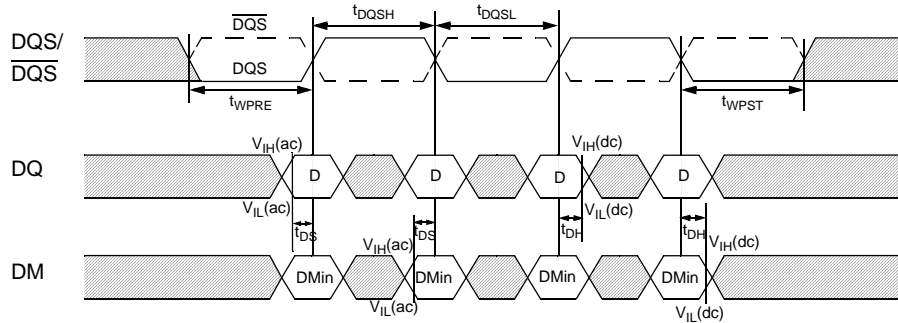 tDQSH
tDQSL
DQS
DQS/
DQS
DQS
tWPRE
tWPST
VIH(ac)
VIH(dc)
DQ
D
D
D
D
VIL(ac)
VIL(dc)
tDS
tDS
tDH
tDH
VIH(ac)
VIH(dc)
DM
DMin
DMin
DMin
DMin
VIL(ac)
VIL(dc)